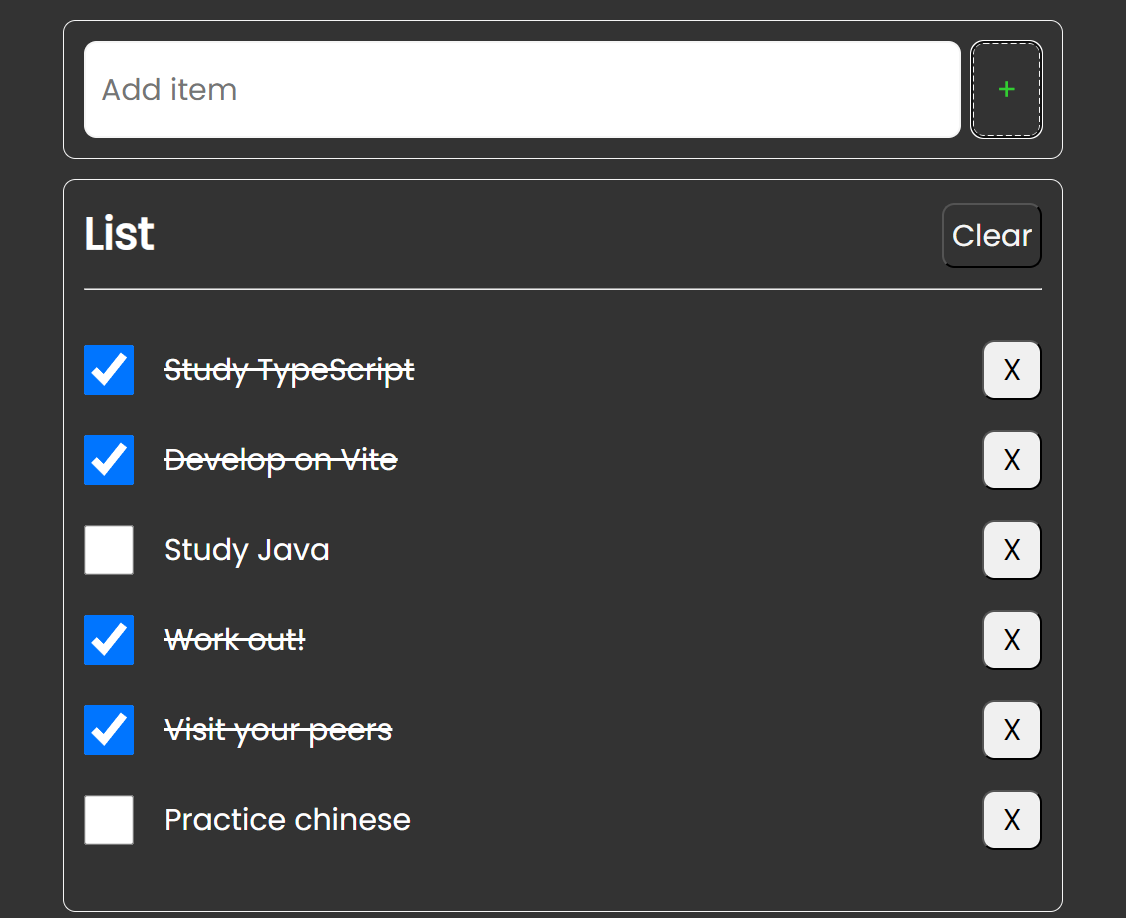 Add item
+
List
Clear
Study TypeScript
X
Develop on Vite
X
Study Java
X
Work out!
X
Visit your peers
X
Practice chinese
X